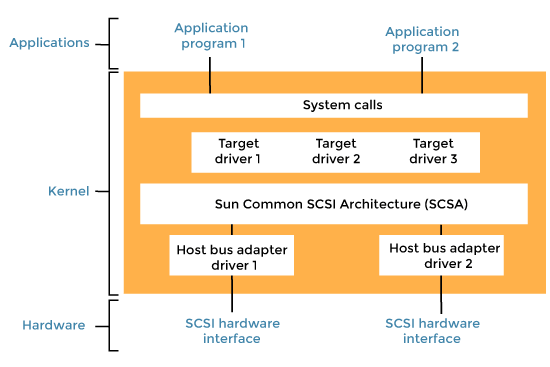 Applications
Application
program 1
Application
program 2
Kernel
System calls
Target
driver 1
Target
driver 2
Target
driver 3
Sun Common SCSI Architecture (SCSA)
Host bus adapter
driver 1
Host bus adapter
driver 2
Hardware
SCSI hardware
interface
SCSI hardware
interface